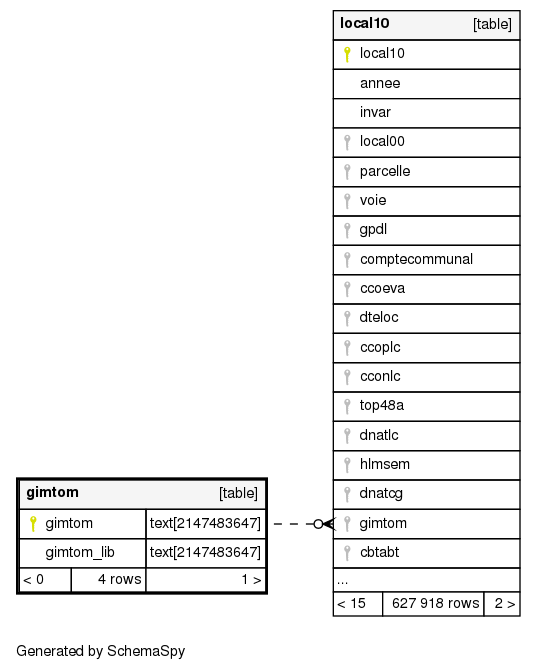 local10 [table]
local10
annee
invar
local00
parcelle
voie
gpdl
comptecommunal
ccoeva
dteloc
ccoplc
cconlc
top48a
dnatlc
hlmsem
dnatcg
gimtom
cbtabt
...
< 15 627 918 rows 2 >
gimtom [table]
gimtom text[2147483647]
gimtom_lib text[2147483647]
< 0 4 rows 1 >
Generated by SchemaSpy